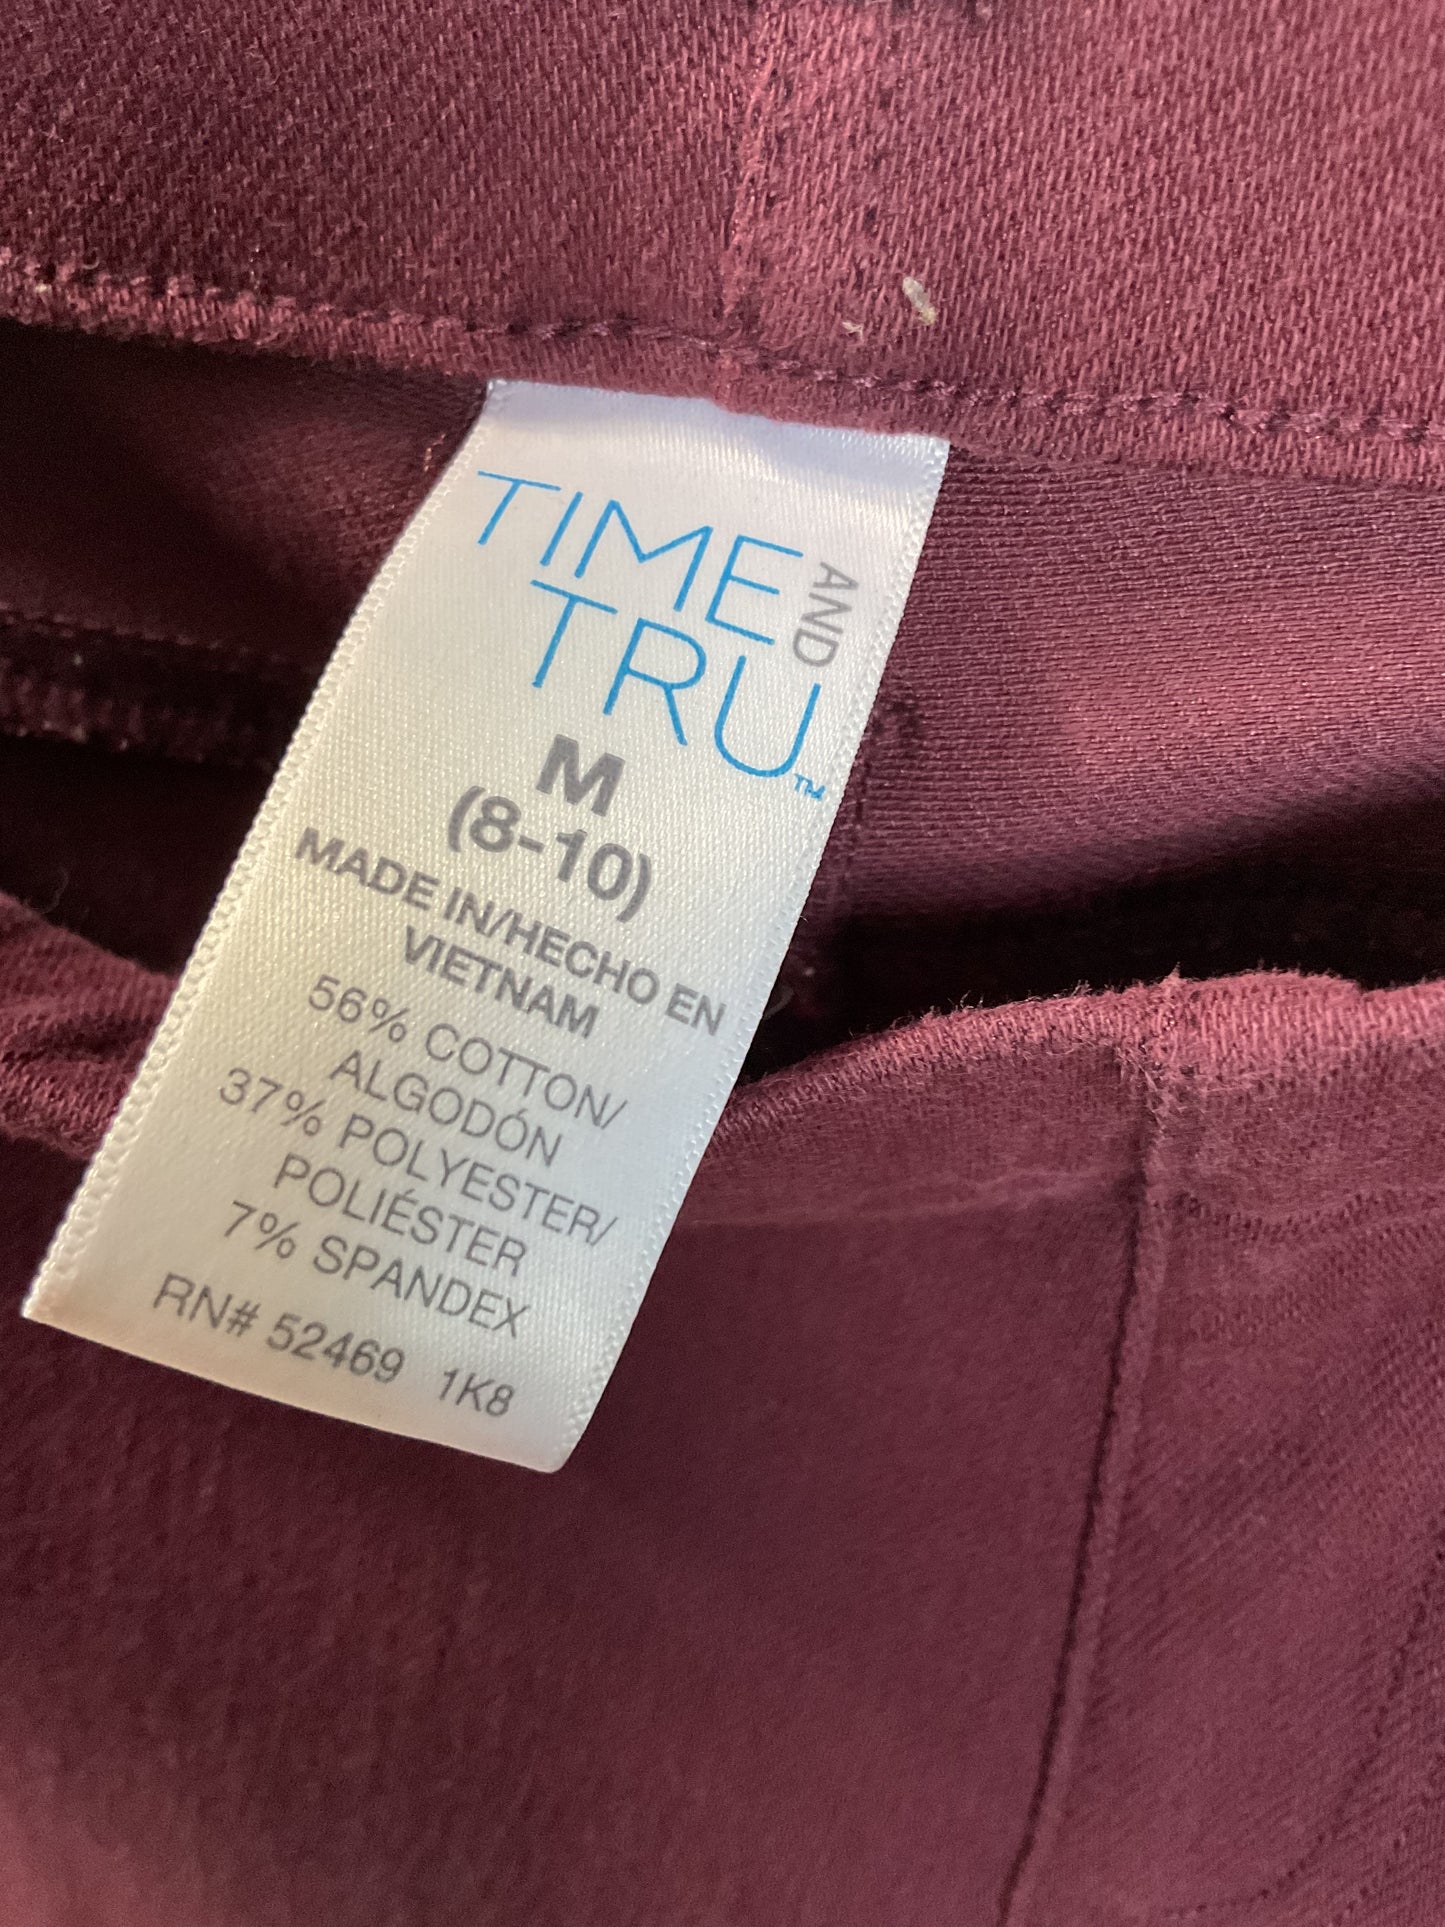 TIME AND
TRU™
M
(8-10)
MADE IN/HECHO EN
VIETNAM
56% COTTON/
ALGODÓN
37% POLYESTER/
POLIÉSTER
7% SPANDEX
RN# 52469 1K8